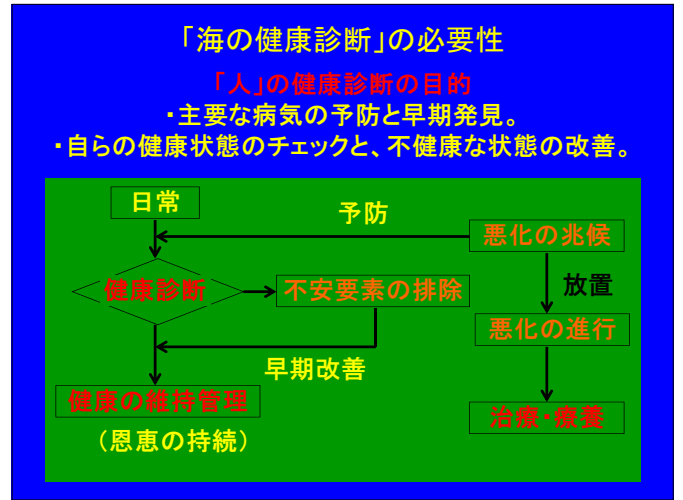 「海の健康診断」の必要性
「人」の健康診断の目的
・主要な病気の予防と早期発見。
・自らの健康状態のチェックと、不健康な状態の改善。
日常
予防
悪化の兆候
健康診断
不安要素の排除
放置
悪化の進行
早期改善
健康の維持管理
治療・療養
（恩恵の持続）